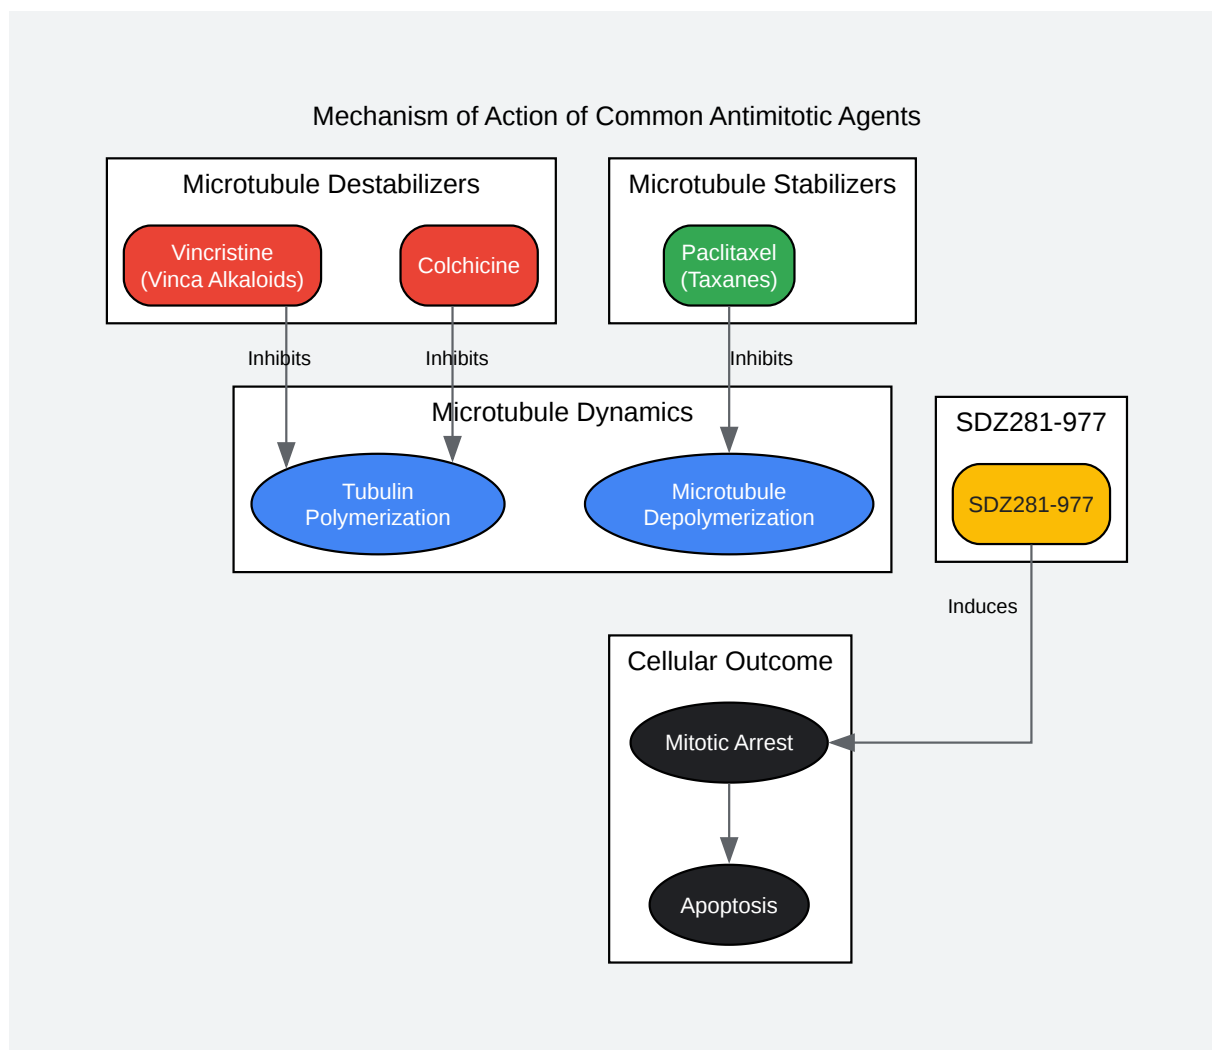 Mechanism of Action of Common Antimitotic Agents
Microtubule Destabilizers
Vincristine
(Vinca Alkaloids)
Colchicine
Microtubule Stabilizers
Paclitaxel
(Taxanes)
Inhibits
Inhibits
Inhibits
Microtubule Dynamics
Tubulin
Polymerization
Microtubule
Depolymerization
SDZ281-977
SDZ281-977
Induces
Cellular Outcome
Mitotic Arrest
Apoptosis